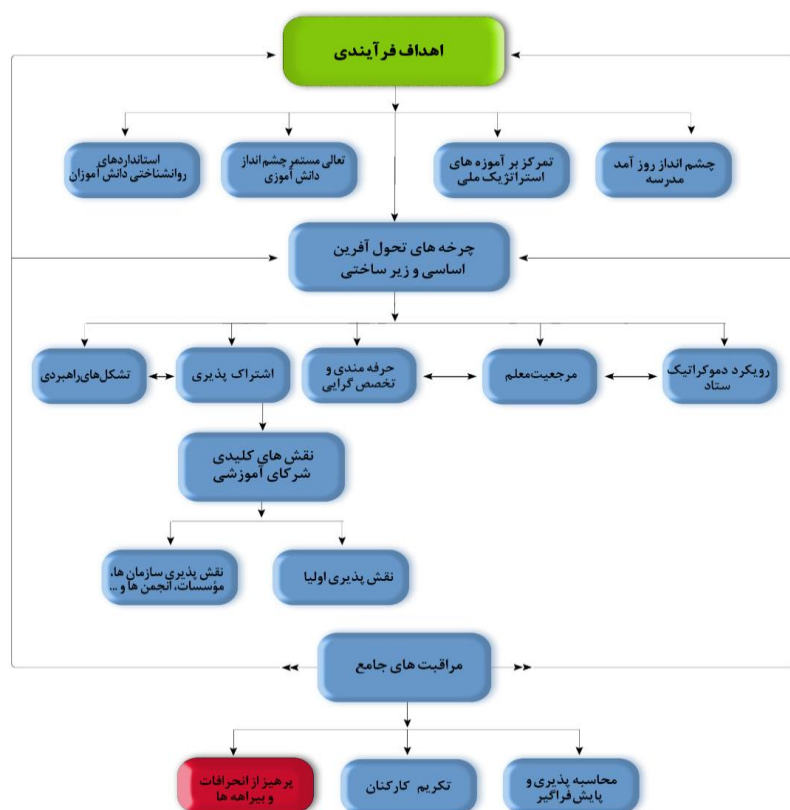 اهداف فرآیندی
چشم انداز روز آمد
مدرسه
تمرکز بر آموزه های
استراتژیک ملی
تعالی مستمر چشم انداز
دانش آموزی
استانداردهای
روانشناختی دانش آموزان
چرخه های تحول آفرین
اساسی و زیر ساختی
رویکرد دموکراتیک
ستاد
مرجعیت معلم
حرفه مندی و
تخصص گرایی
اشتراک پذیری
تشکل‌های راهبردی
نقش های کلیدی
شرکای آموزشی
نقش پذیری اولیا
نقش پذیری سازمان ها،
مؤسسات، انجمن ها و ...
مراقبت های جامع
محاسبه پذیری و
پایش فراگیر
تکریم کارکنان
پرهیز از انحرافات
و بیراهه ها